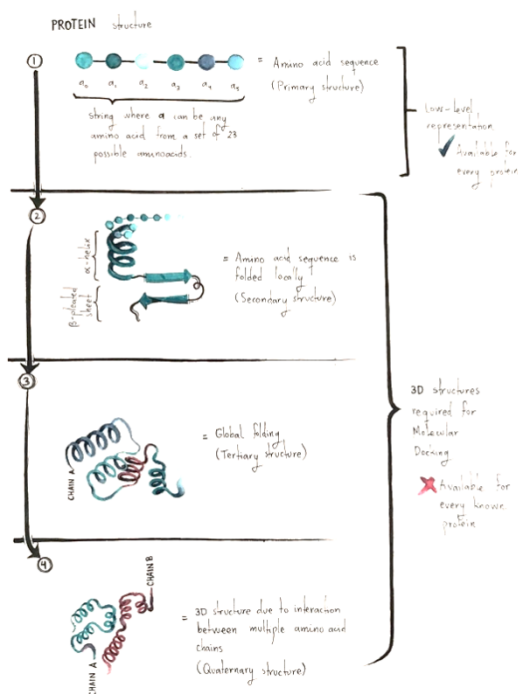 PROTEIN structure
1
a₀ a₁ a₂ a₃ a₄ a₅
string where a can be any
amino acid from a set of 23
possible aminoacids.
= Amino acid sequence
(Primary structure)
Low-level
representation
✓ Available for
every protein
2
α-helix
β-pleated
sheet
= Amino acid sequence is
folded locally
(Secondary structure)
3
CHAIN A
= Global folding
(Tertiary structure)
3D structures
required for
Molecular
Docking
✗ Available for
every known
protein
4
CHAIN B
CHAIN A
= 3D structure due to interaction
between multiple amino acid
chains
(Quaternary structure)